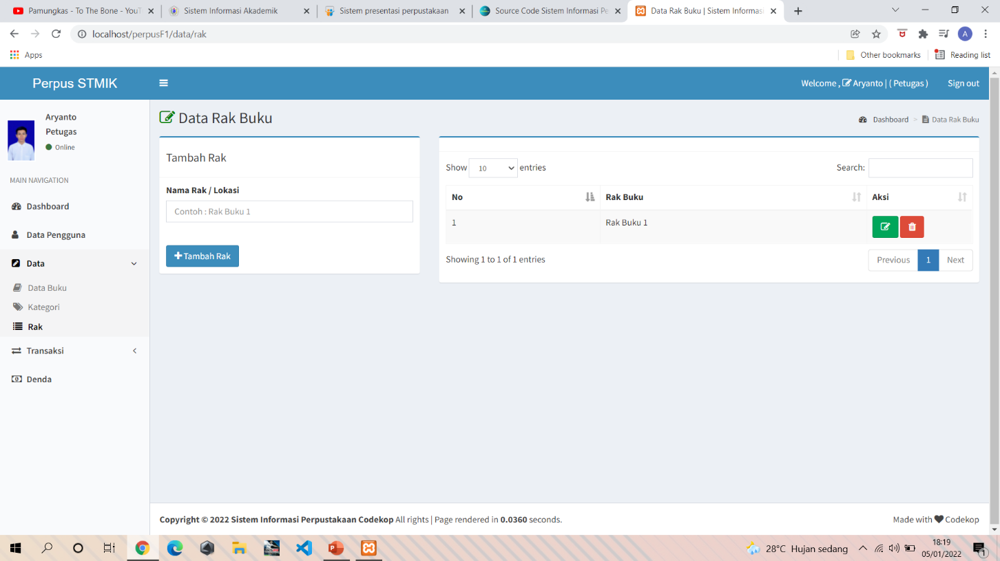 Pamungkas - To The Bone - YouT
Sistem Informasi Akademik
Sistem presentasi perpustakaan
Source Code Sistem Informasi Pe
Data Rak Buku | Sistem Informasi
localhost/perpusF1/data/rak
A
Apps
Other bookmarks
Reading list
Perpus STMIK
Welcome , Aryanto | ( Petugas )
Sign out
Aryanto
Petugas
Online
MAIN NAVIGATION
Dashboard
Data Pengguna
Data
Data Buku
Kategori
Rak
Transaksi
Denda
Data Rak Buku
Dashboard > Data Rak Buku
Tambah Rak
Nama Rak / Lokasi
Contoh : Rak Buku 1
Tambah Rak
Show 10 entries
Search:
No Rak Buku Aksi
1 Rak Buku 1
Showing 1 to 1 of 1 entries
Previous 1 Next
Copyright © 2022 Sistem Informasi Perpustakaan Codekop All rights | Page rendered in 0.0360 seconds.
Made with Codekop
28°C Hujan sedang
18:19
05/01/2022
1